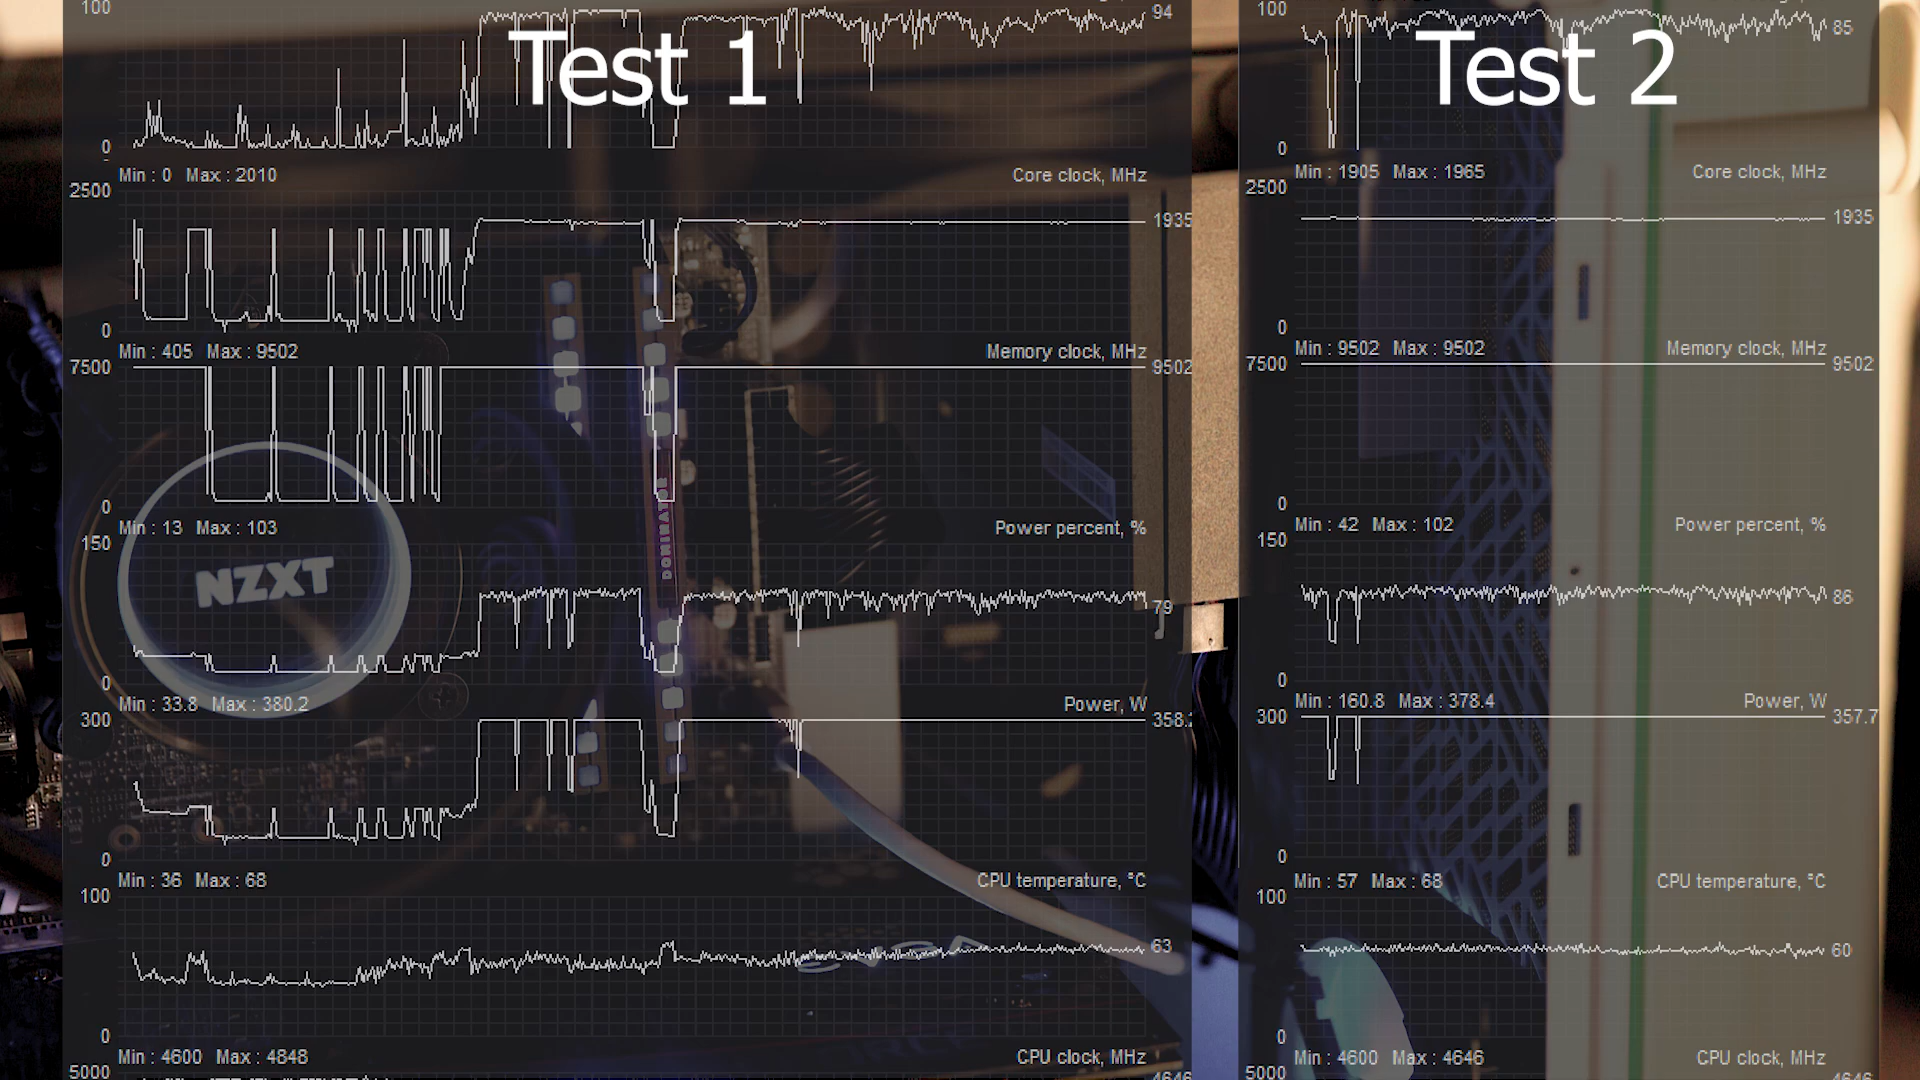 Test 1
100
94
0
Min : 0 Max : 2010 Core clock, MHz
2500
1935
0
Min : 405 Max : 9502 Memory clock, MHz
7500
9502
0
Min : 13 Max : 103 Power percent, %
150
79
0
Min : 33.8 Max : 380.2 Power, W
300
0
Min : 36 Max : 68 CPU temperature, °C
100
63
0
Min : 4600 Max : 4848 CPU clock, MHz
5000
4646
NZXT
DOMINATOR
EVGA
Test 2
100
85
0
Min : 1905 Max : 1965 Core clock, MHz
2500
1935
0
Min : 9502 Max : 9502 Memory clock, MHz
7500
9502
0
Min : 42 Max : 102 Power percent, %
150
86
0
Min : 160.8 Max : 378.4 Power, W
300
357.7
0
Min : 57 Max : 68 CPU temperature, °C
100
60
0
Min : 4600 Max : 4646 CPU clock, MHz
5000
4646